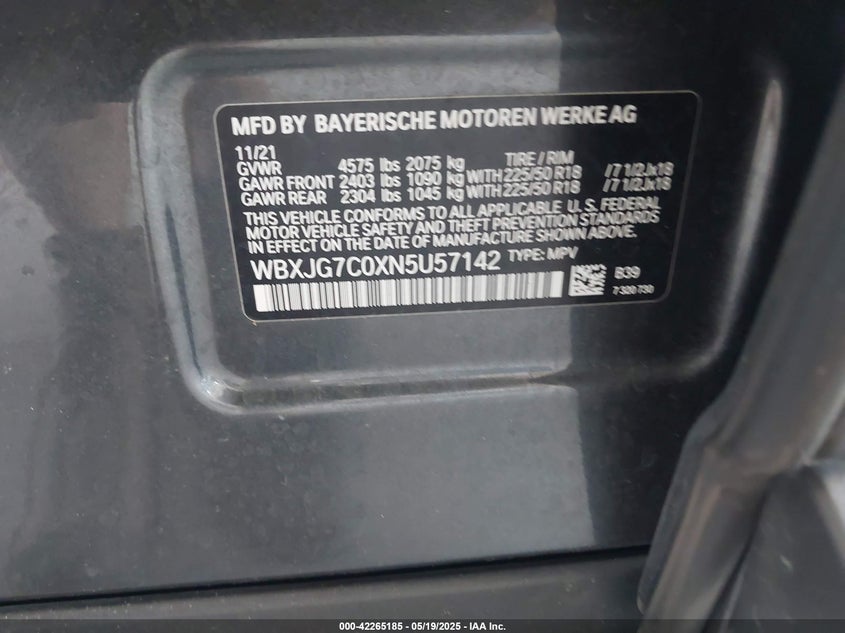 MFD BY BAYERISCHE MOTOREN WERKE AG
11/21 TIRE / RIM
GVWR 4575 lbs 2075 kg
GAWR FRONT 2403 lbs 1090 kg WITH 225/50 R18 /7 1/2Jx18
GAWR REAR 2304 lbs 1045 kg WITH 225/50 R18 /7 1/2Jx18
THIS VEHICLE CONFORMS TO ALL APPLICABLE U. S. FEDERAL
MOTOR VEHICLE SAFETY AND THEFT PREVENTION STANDARDS
IN EFFECT ON THE DATE OF MANUFACTURE SHOWN ABOVE.
WBXJG7C0XN5U57142 TYPE: MPV
B39
7 320 730
000-42265185 - 05/19/2025 - IAA Inc.